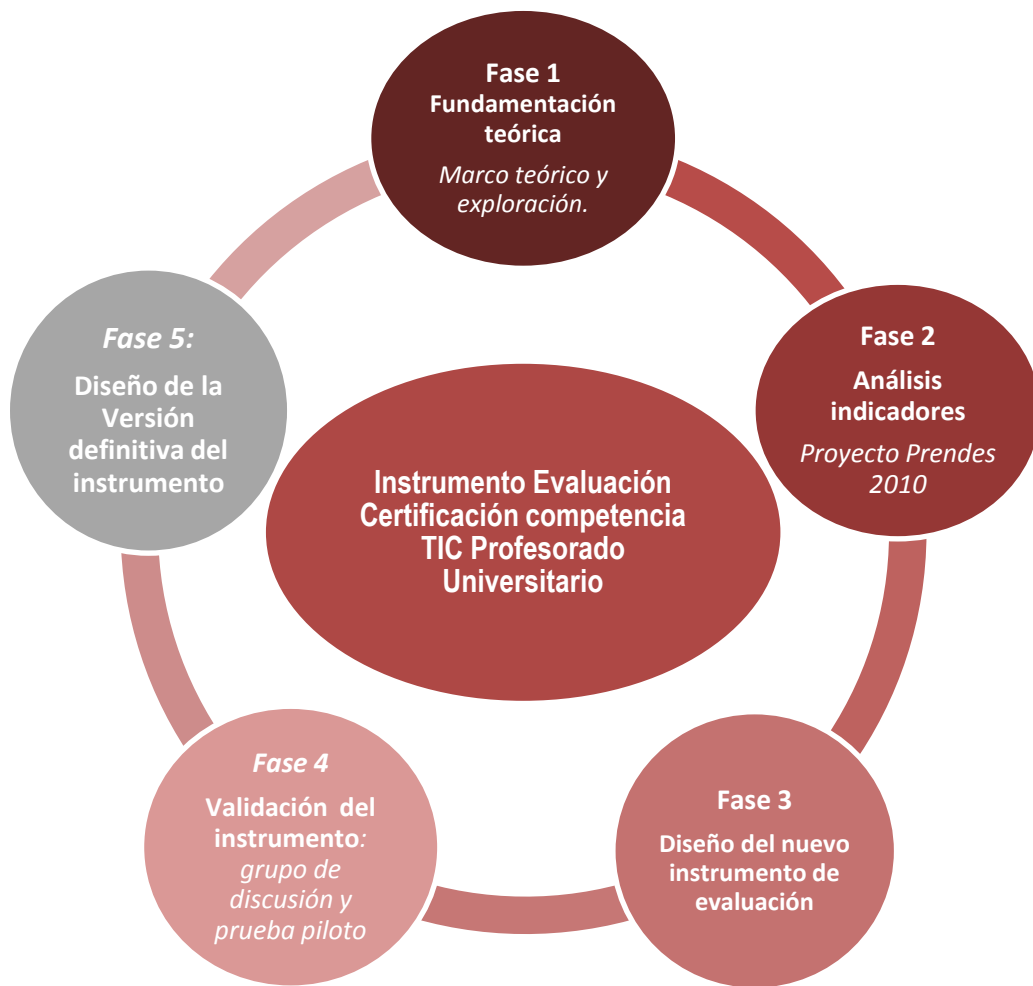 Fase 1
Fundamentación
teórica
Marco teórico y
exploración.
Fase 2
Análisis
indicadores
Proyecto Prendes
2010
Fase 3
Diseño del nuevo
instrumento de
evaluación
Fase 4
Validación del
instrumento:
grupo de
discusión y
prueba piloto
Fase 5:
Diseño de la
Versión
definitiva del
instrumento
Instrumento Evaluación
Certificación competencia
TIC Profesorado
Universitario